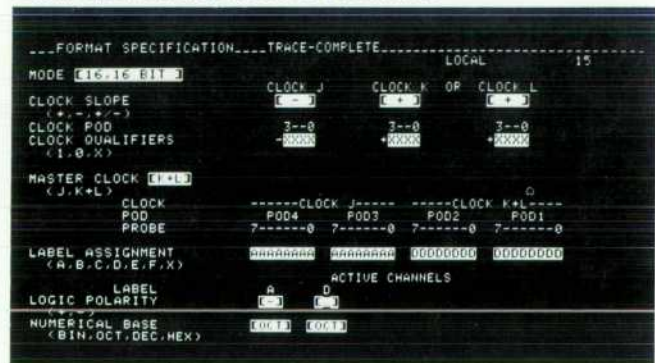 ___FORMAT SPECIFICATION____TRACE-COMPLETE
LOCAL 15
MODE [16,16 BIT ]
CLOCK J CLOCK K OR CLOCK L
CLOCK SLOPE [ - ] [ + ] [ + ]
(+,-,+/-)
CLOCK POD 3--0 3--0 3--0
CLOCK QUALIFIERS -XXXX +XXXX +XXXX
(1,0,X)
MASTER CLOCK [K+L]
(J,K+L)
CLOCK ------CLOCK J----- -----CLOCK K+L----
POD POD4 POD3 POD2 POD1
PROBE 7------0 7------0 7------0 7------0
LABEL ASSIGNMENT AAAAAAAA AAAAAAAA DDDDDDDD DDDDDDDD
(A,B,C,D,E,F,X)
ACTIVE CHANNELS
LABEL A D
LOGIC POLARITY [-]
(+,-)
NUMERICAL BASE [OCT] [OCT]
(BIN,OCT,DEC,HEX)